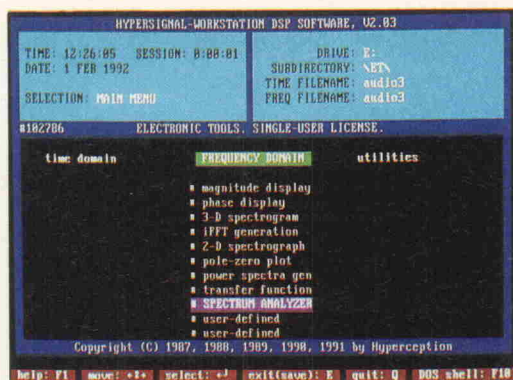 HYPERSIGNAL-WORKSTATION DSP SOFTWARE, V2.03
TIME: 12:26:05 SESSION: 0:00:01
DATE: 1 FEB 1992
SELECTION: MAIN MENU
DRIVE: E:
SUBDIRECTORY: \ET\
TIME FILENAME: audio3
FREQ FILENAME: audio3
#102786 ELECTRONIC TOOLS. SINGLE-USER LICENSE.
time domain FREQUENCY DOMAIN utilities
magnitude display
phase display
3-D spectrogram
iFFT generation
2-D spectrograph
pole-zero plot
power spectra gen
transfer function
SPECTRUM ANALYZER
user-defined
user-defined
Copyright (C) 1987, 1988, 1989, 1990, 1991 by Hyperception
help: F1 move: ←↕→ select: ↵ exit(save): E quit: Q DOS shell: F10